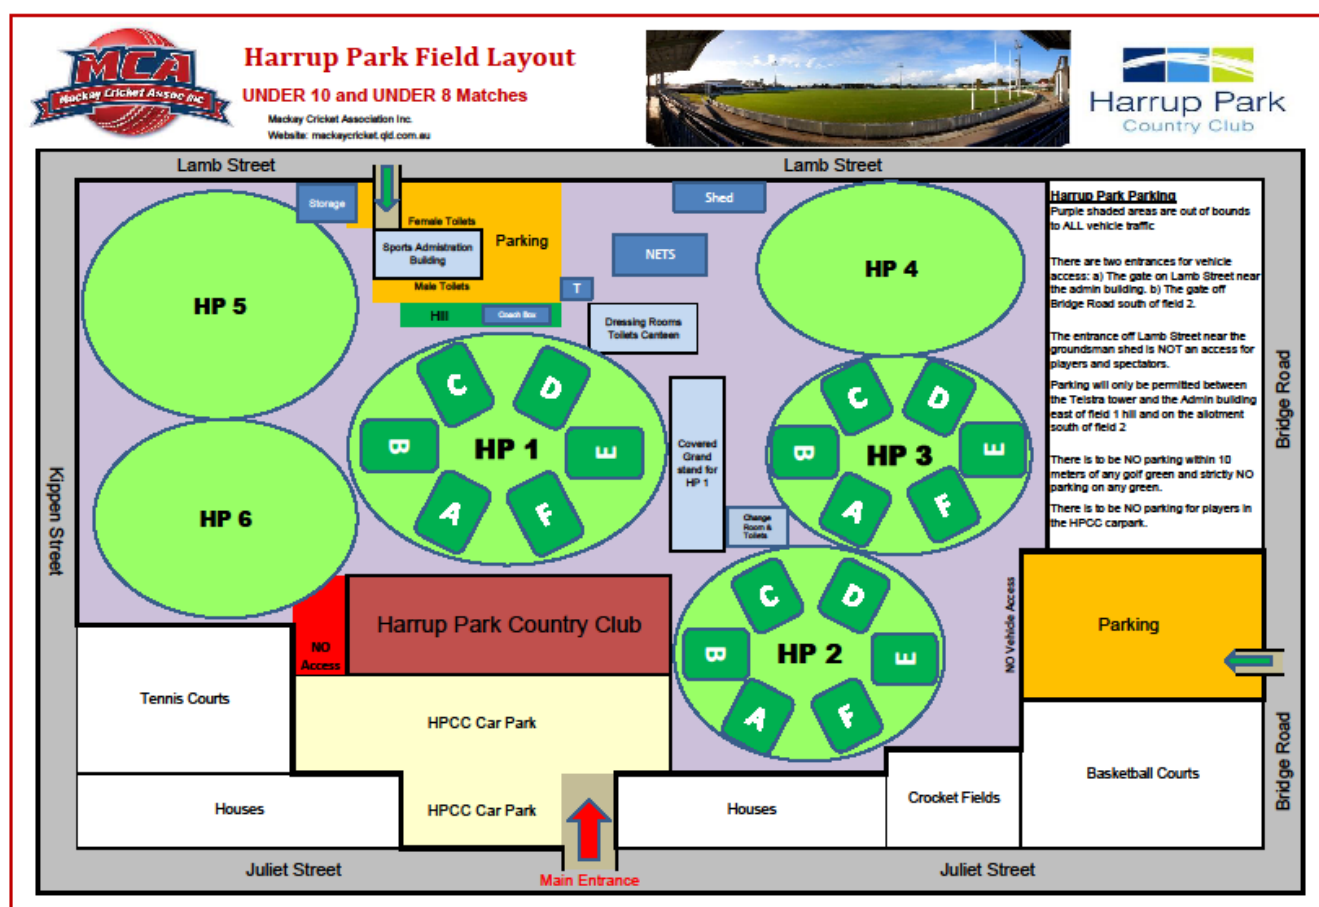 MCA
Mackay Cricket Assoc Inc
Harrup Park Field Layout
UNDER 10 and UNDER 8 Matches
Mackay Cricket Association Inc.
Website: mackaycricket.qld.com.au
Harrup Park
Country Club
Lamb Street
Lamb Street
Storage
Female Toilets
Sports Admistration
Building
Male Toilets
Parking
Shed
NETS
T
Hill
Coach Box
Dressing Rooms
Toilets Canteen
HP 5
HP 4
HP 1
A
B
C
D
E
F
Covered
Grand
stand for
HP 1
HP 3
A
B
C
D
E
F
Change
Room &
Toilets
HP 6
HP 2
A
B
C
D
E
F
Harrup Park Parking
Purple shaded areas are out of bounds
to ALL vehicle traffic
There are two entrances for vehicle
access: a) The gate on Lamb Street near
the admin building. b) The gate off
Bridge Road south of field 2.
The entrance off Lamb Street near the
groundsman shed is NOT an access for
players and spectators.
Parking will only be permitted between
the Telstra tower and the Admin building
east of field 1 hill and on the allotment
south of field 2
There is to be NO parking within 10
meters of any golf green and strictly NO
parking on any green.
There is to be NO parking for players in
the HPCC carpark.
Kippen Street
Bridge Road
NO
Access
Harrup Park Country Club
NO Vehicle Access
Parking
Tennis Courts
HPCC Car Park
Basketball Courts
Bridge Road
Houses
HPCC Car Park
Houses
Crocket Fields
Juliet Street
Main Entrance
Juliet Street